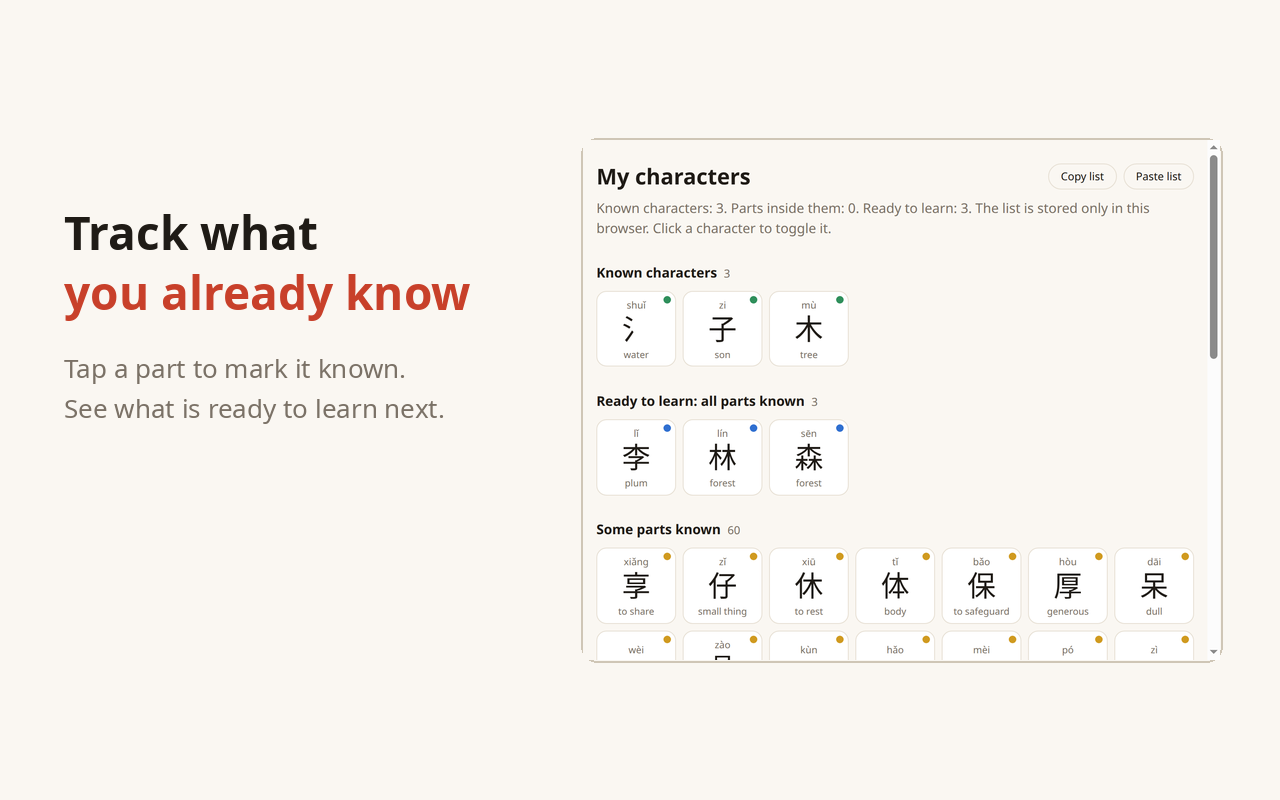 Track what
you already know
Tap a part to mark it known.
See what is ready to learn next.
My characters
Copy list
Paste list
Known characters: 3. Parts inside them: 0. Ready to learn: 3. The list is stored only in this
browser. Click a character to toggle it.
Known characters 3
shuǐ zi mù
氵 子 木
water son tree
Ready to learn: all parts known 3
lǐ lín sēn
李 林 森
plum forest forest
Some parts known 60
xiǎng zǐ xiū tǐ bǎo hòu dāi
享 仔 休 体 保 厚 呆
to share small thing to rest body to safeguard generous dull
wèi zào kùn hǎo mèi pó zì